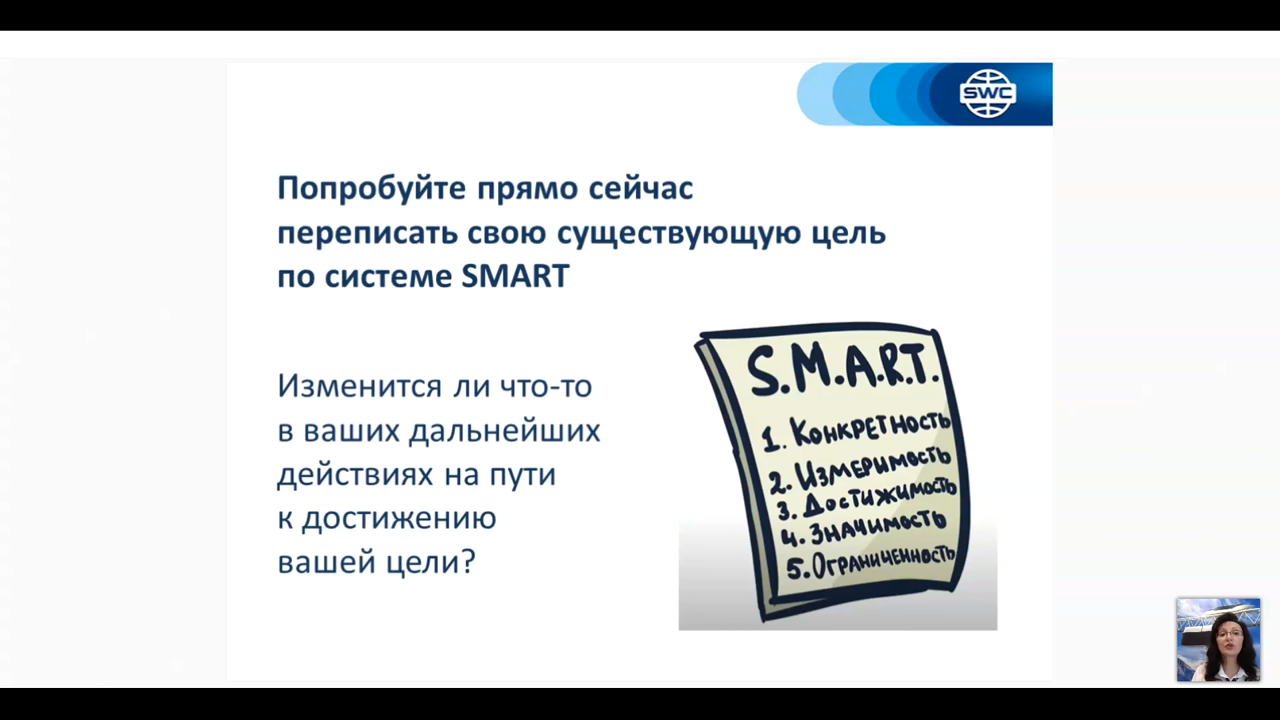 SWC
Попробуйте прямо сейчас
переписать свою существующую цель
по системе SMART
Изменится ли что-то
в ваших дальнейших
действиях на пути
к достижению
вашей цели?
S.M.A.R.T.
1. Конкретность
2. Измеримость
3. Достижимость
4. Значимость
5. Ограниченность